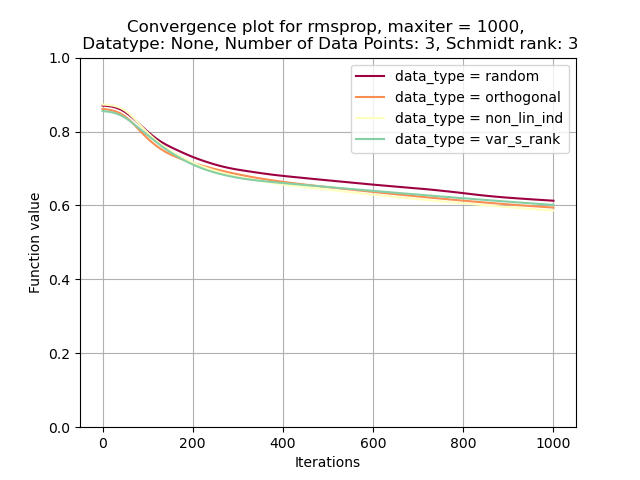 Convergence plot for rmsprop, maxiter = 1000,
Datatype: None, Number of Data Points: 3, Schmidt rank: 3
data_type = random
data_type = orthogonal
data_type = non_lin_ind
data_type = var_s_rank
Function value
1.0
0.8
0.6
0.4
0.2
0.0
0 200 400 600 800 1000
Iterations